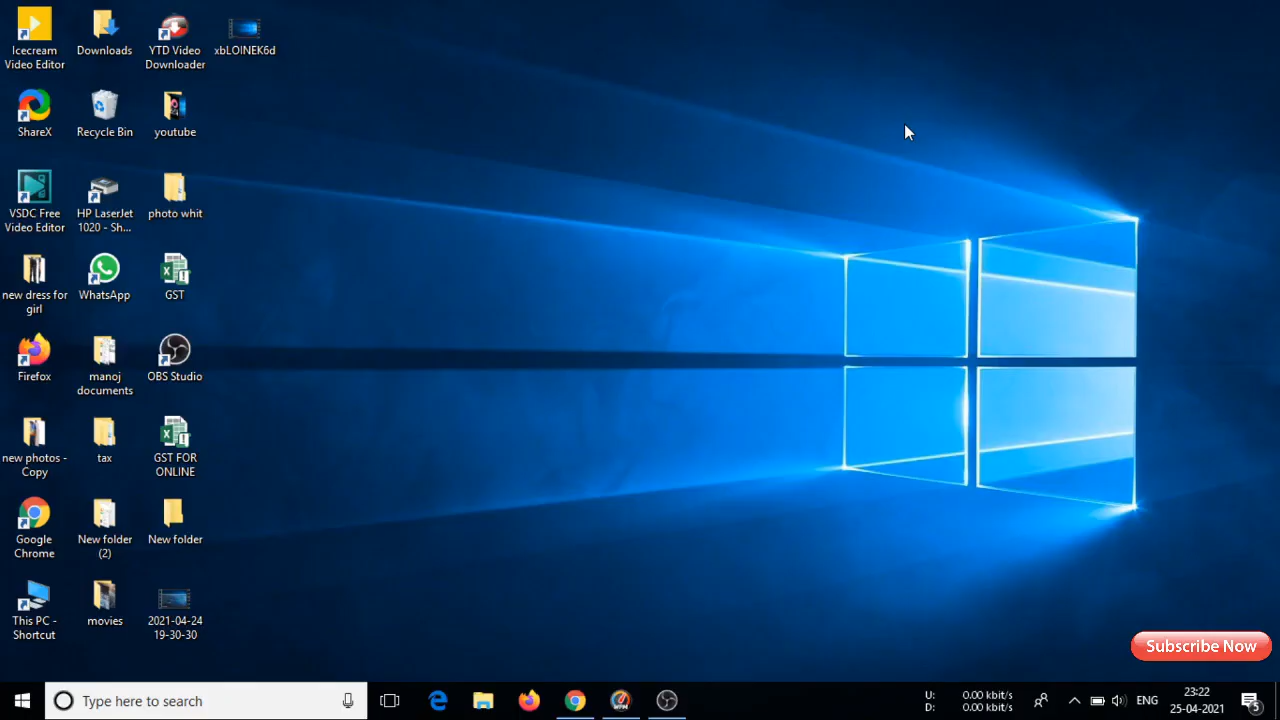 Icecream
Video Editor
Downloads
YTD Video
Downloader
xbLOINEK6d
ShareX
Recycle Bin
youtube
VSDC Free
Video Editor
HP LaserJet
1020 - Sh...
photo whit
new dress for
girl
WhatsApp
GST
Firefox
manoj
documents
OBS Studio
new photos -
Copy
tax
GST FOR
ONLINE
Google
Chrome
New folder
(2)
New folder
This PC -
Shortcut
movies
2021-04-24
19-30-30
Subscribe Now
Type here to search
U: 0.00 kbit/s
D: 0.00 kbit/s
ENG
23:22
25-04-2021
5